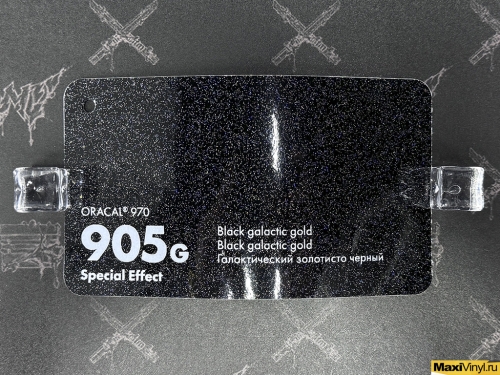 ORACAL® 970
905G
Special Effect
Black galactic gold
Black galactic gold
Галактический золотисто черный
MaxiVinyl.ru